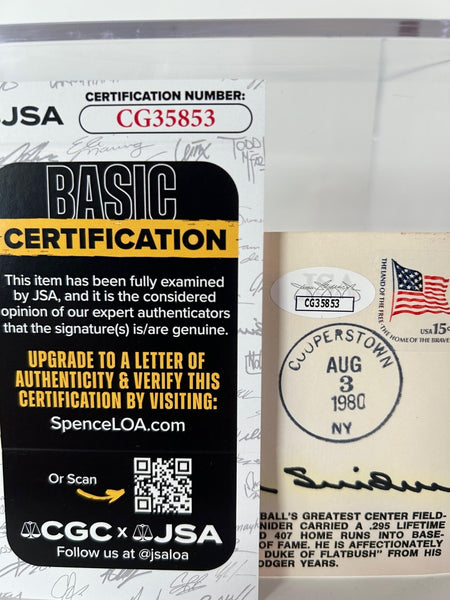 JSA
CERTIFICATION NUMBER:
CG35853
BASIC
CERTIFICATION
This item has been fully examined
by JSA, and it is the considered
opinion of our expert authenticators
that the signature(s) is/are genuine.
UPGRADE TO A LETTER OF
AUTHENTICITY & VERIFY THIS
CERTIFICATION BY VISITING:
SpenceLOA.com
Or Scan
CGC x JSA
Follow us at @jsaloa
JSA
CG35853
THE LAND OF THE FREE
THE HOME OF THE BRAVE
USA 15c
COOPERSTOWN
AUG
3
1980
NY
Snider
BALL'S GREATEST CENTER FIELD-
NIDER CARRIED A .295 LIFETIME
D 407 HOME RUNS INTO BASE-
OF FAME. HE IS AFFECTIONATELY
DUKE OF FLATBUSH" FROM HIS
ODGER YEARS.